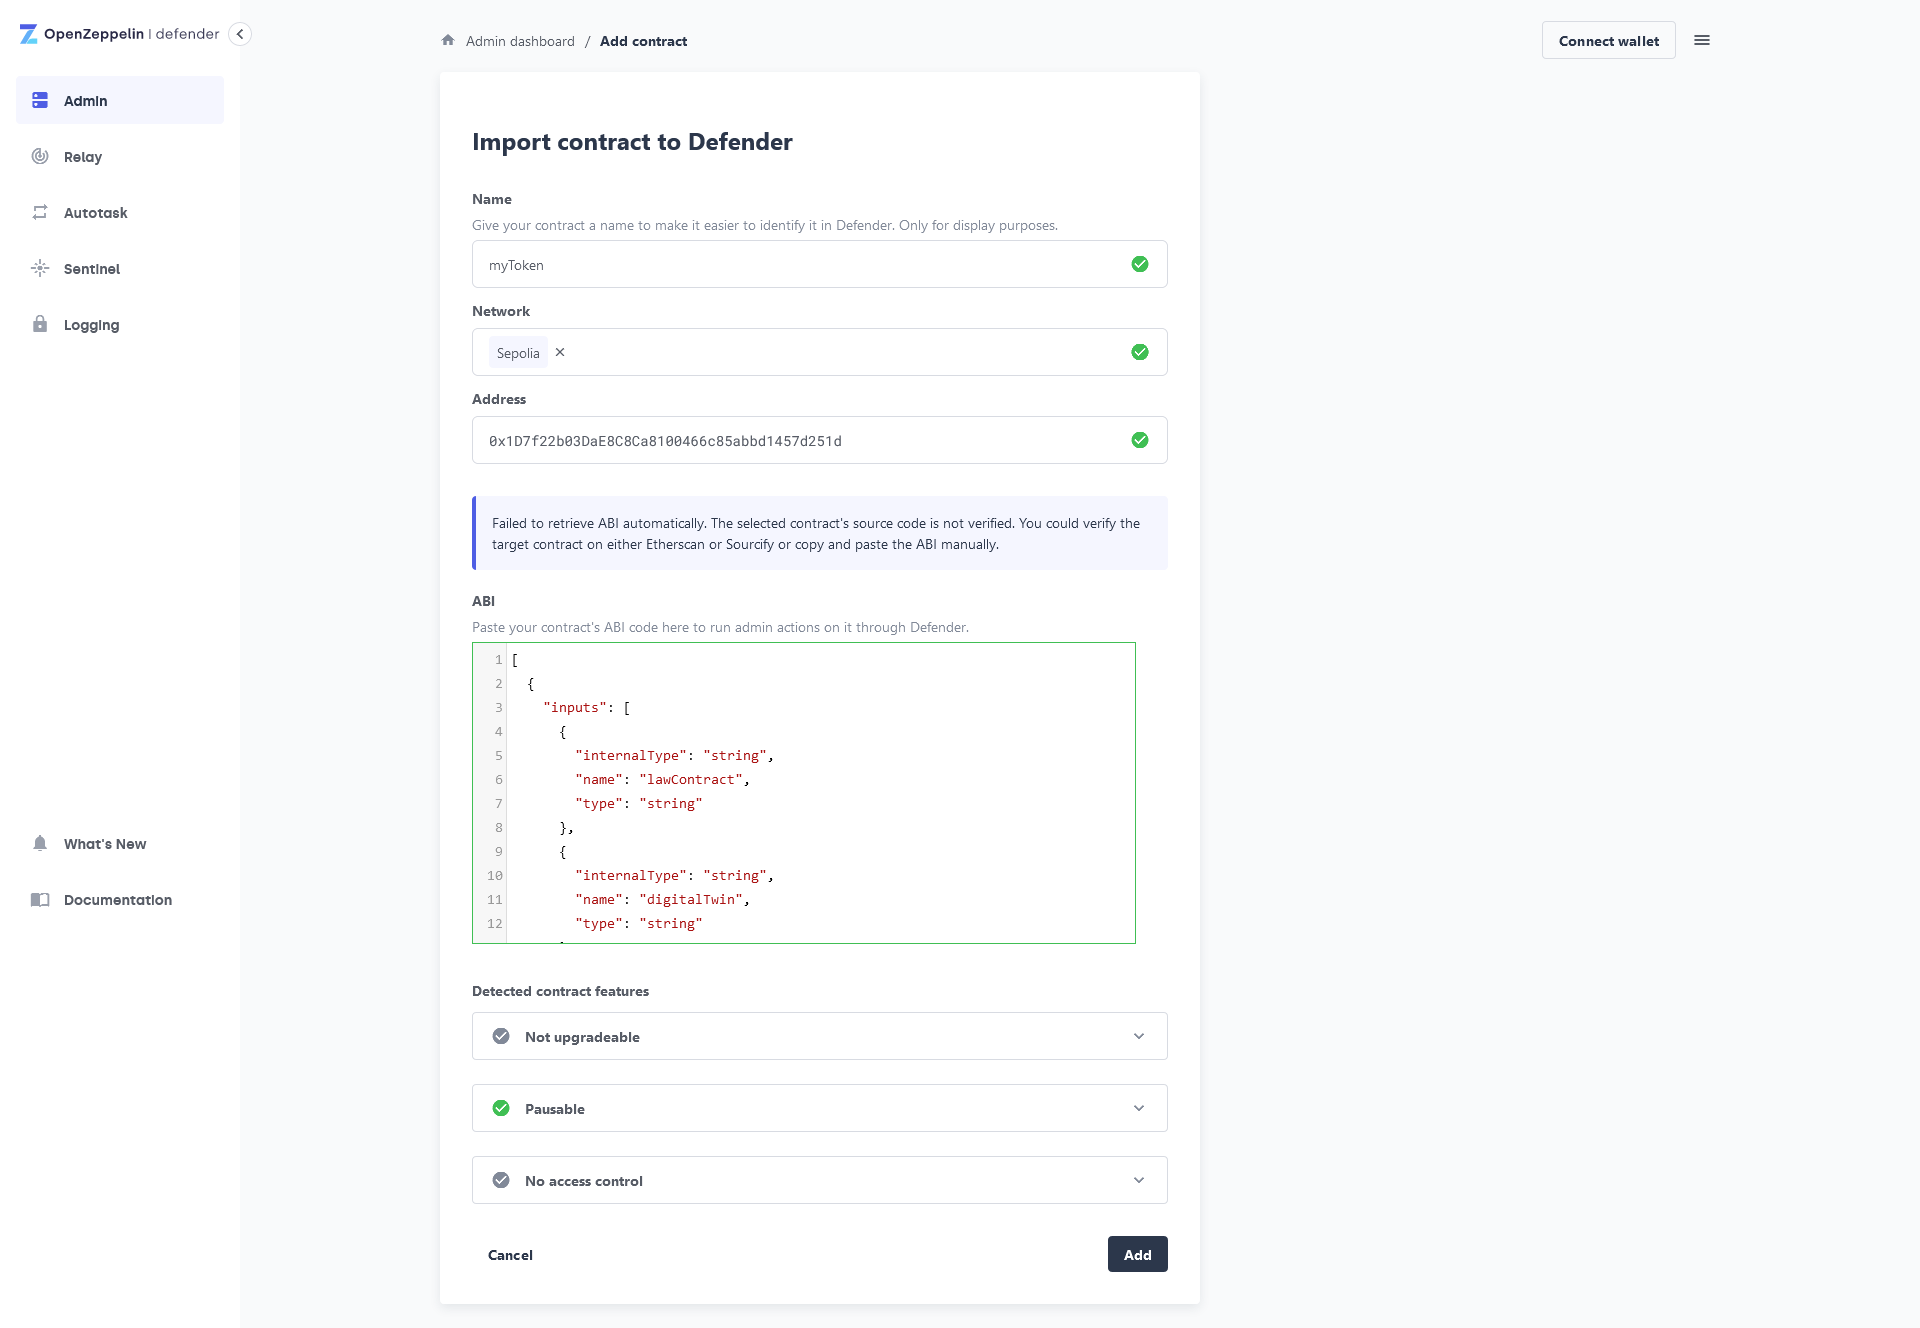 OpenZeppelin | defender
Admin
Relay
Autotask
Sentinel
Logging
What's New
Documentation
Admin dashboard / Add contract
Connect wallet
Import contract to Defender
Name
Give your contract a name to make it easier to identify it in Defender. Only for display purposes.
myToken
Network
Sepolia ×
Address
0x1D7f22b03DaE8C8Ca8100466c85abbd1457d251d
Failed to retrieve ABI automatically. The selected contract's source code is not verified. You could verify the
target contract on either Etherscan or Sourcify or copy and paste the ABI manually.
ABI
Paste your contract's ABI code here to run admin actions on it through Defender.
1 [
2 {
3 "inputs": [
4 {
5 "internalType": "string",
6 "name": "lawContract",
7 "type": "string"
8 },
9 {
10 "internalType": "string",
11 "name": "digitalTwin",
12 "type": "string"
Detected contract features
Not upgradeable
Pausable
No access control
Cancel
Add